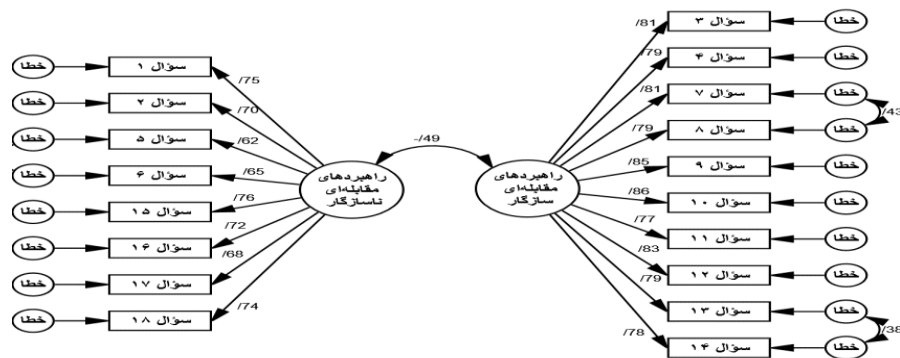 سؤال ۳
خطا
/81
سؤال ۴
خطا
/79
سؤال ۷
خطا
/81
سؤال ۸
خطا
/79
/43
سؤال ۹
خطا
/85
سؤال ۱۰
خطا
/86
سؤال ۱۱
خطا
/77
سؤال ۱۲
خطا
/83
سؤال ۱۳
خطا
/79
سؤال ۱۴
خطا
/78
/38
راهبردهای
مقابله‌ای
سازگار
-/49
راهبردهای
مقابله‌ای
ناسازگار
/75
سؤال ۱
خطا
/70
سؤال ۲
خطا
/62
سؤال ۵
خطا
/65
سؤال ۶
خطا
/76
سؤال ۱۵
خطا
/72
سؤال ۱۶
خطا
/68
سؤال ۱۷
خطا
/74
سؤال ۱۸
خطا